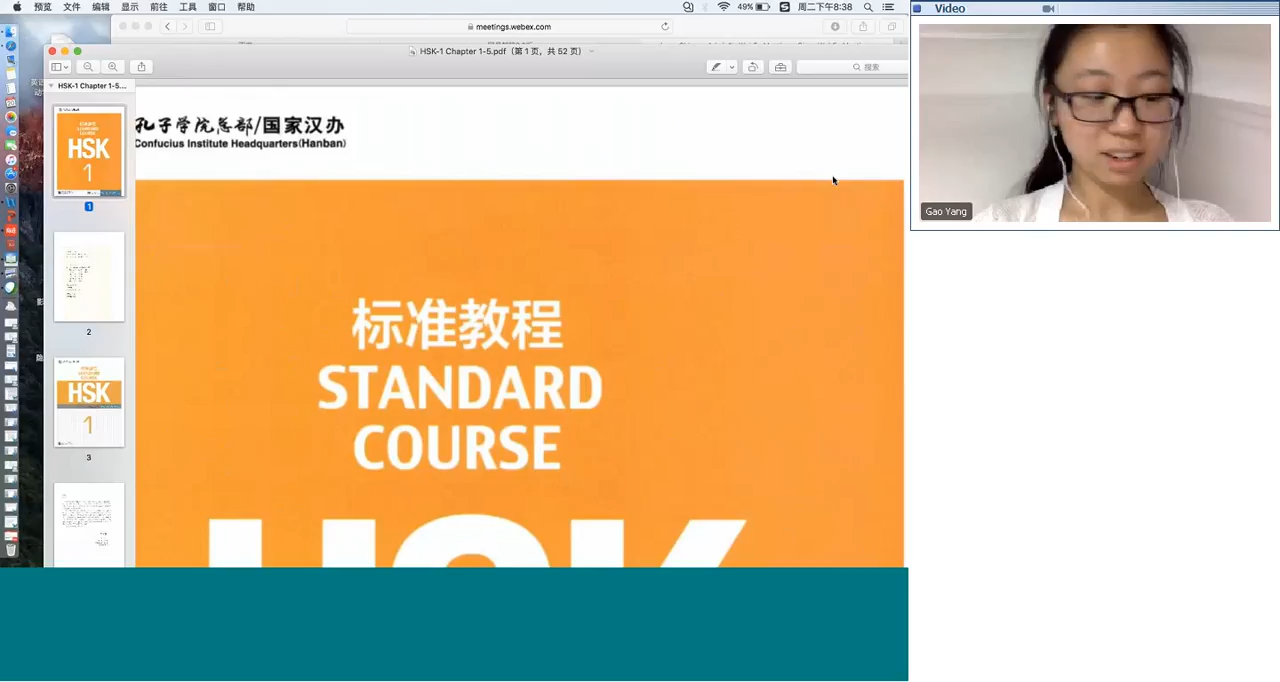 预览 文件 编辑 显示 前往 工具 窗口 帮助
49% 周二下午8:38
meetings.webex.com
HSK-1 Chapter 1-5.pdf（第 1 页，共 52 页）
搜索
HSK-1 Chapter 1-5...
HSK
1
1
2
HSK
1
3
孔子学院总部/国家汉办
Confucius Institute Headquarters(Hanban)
标准教程
STANDARD
COURSE
HSK
Video
Gao Yang